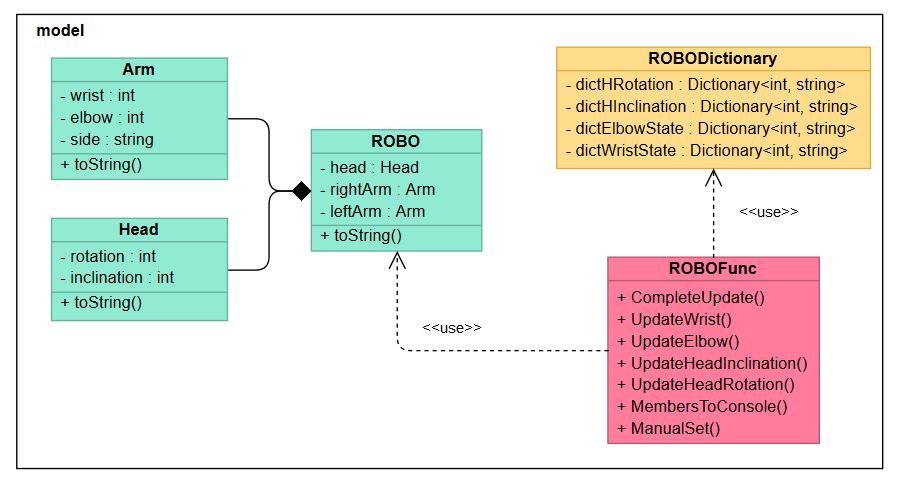 model
Arm
- wrist : int
- elbow : int
- side : string
+ toString()
Head
- rotation : int
- inclination : int
+ toString()
ROBO
- head : Head
- rightArm : Arm
- leftArm : Arm
+ toString()
<<use>>
ROBODictionary
- dictHRotation : Dictionary<int, string>
- dictHInclination : Dictionary<int, string>
- dictElbowState : Dictionary<int, string>
- dictWristState : Dictionary<int, string>
<<use>>
ROBOFunc
+ CompleteUpdate()
+ UpdateWrist()
+ UpdateElbow()
+ UpdateHeadInclination()
+ UpdateHeadRotation()
+ MembersToConsole()
+ ManualSet()